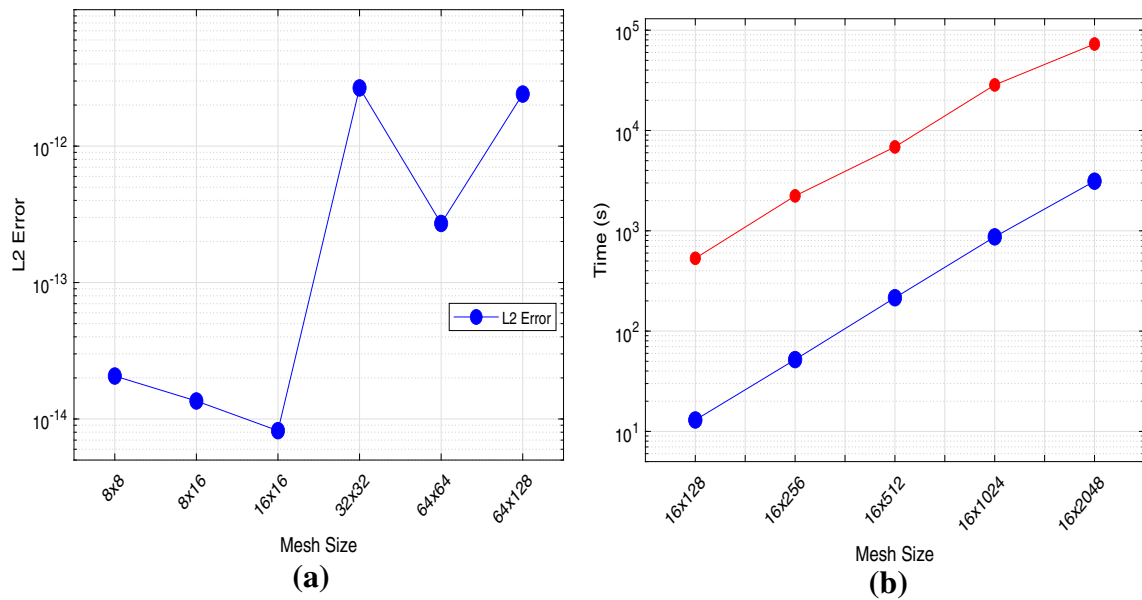 L2 Error
10^-12
10^-13
10^-14
L2 Error
8x8
8x16
16x16
32x32
64x64
64x128
Mesh Size
(a)
Time (s)
10^5
10^4
10^3
10^2
10^1
16x128
16x256
16x512
16x1024
16x2048
Mesh Size
(b)